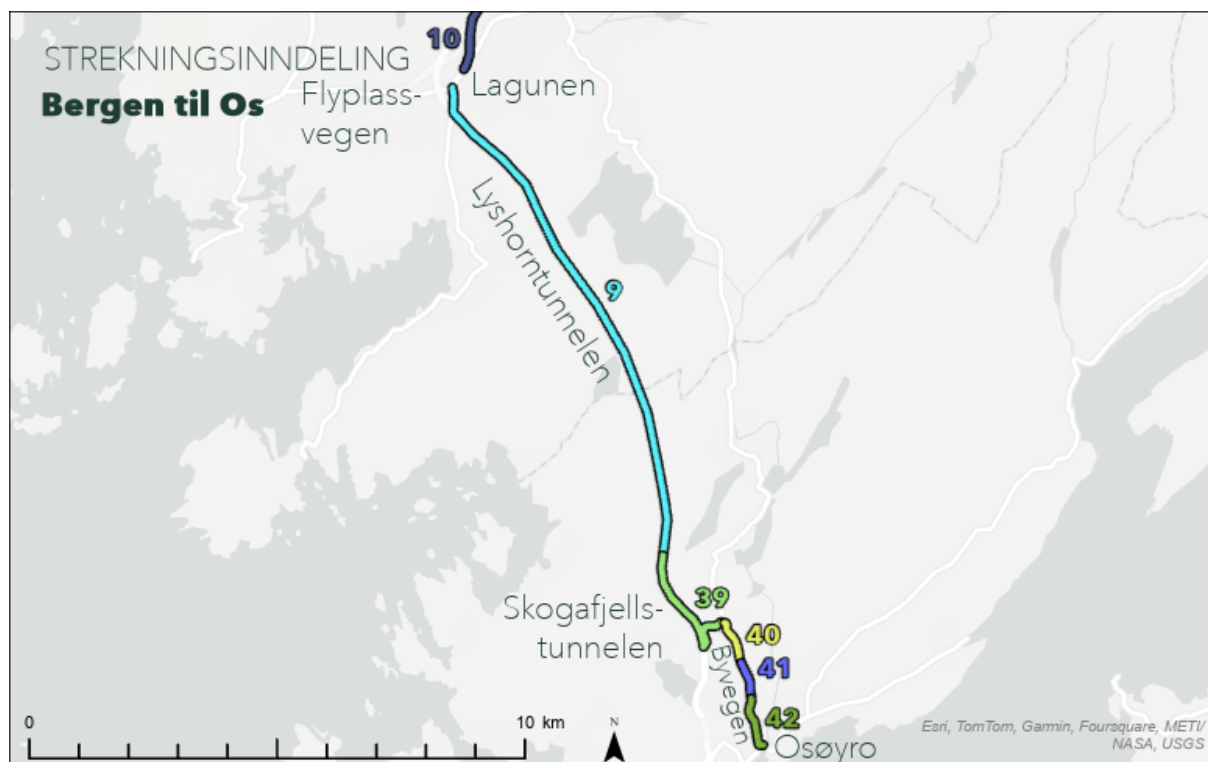 10
STREKNINGSINNDELING
Bergen til Os
Flyplass-
vegen
Lagunen
Lyshorntunnelen
9
Skogafjells-
tunnelen
39
40
41
42
Byvegen
Osøyro
0
10 km
N
Esri, TomTom, Garmin, Foursquare, METI/
NASA, USGS